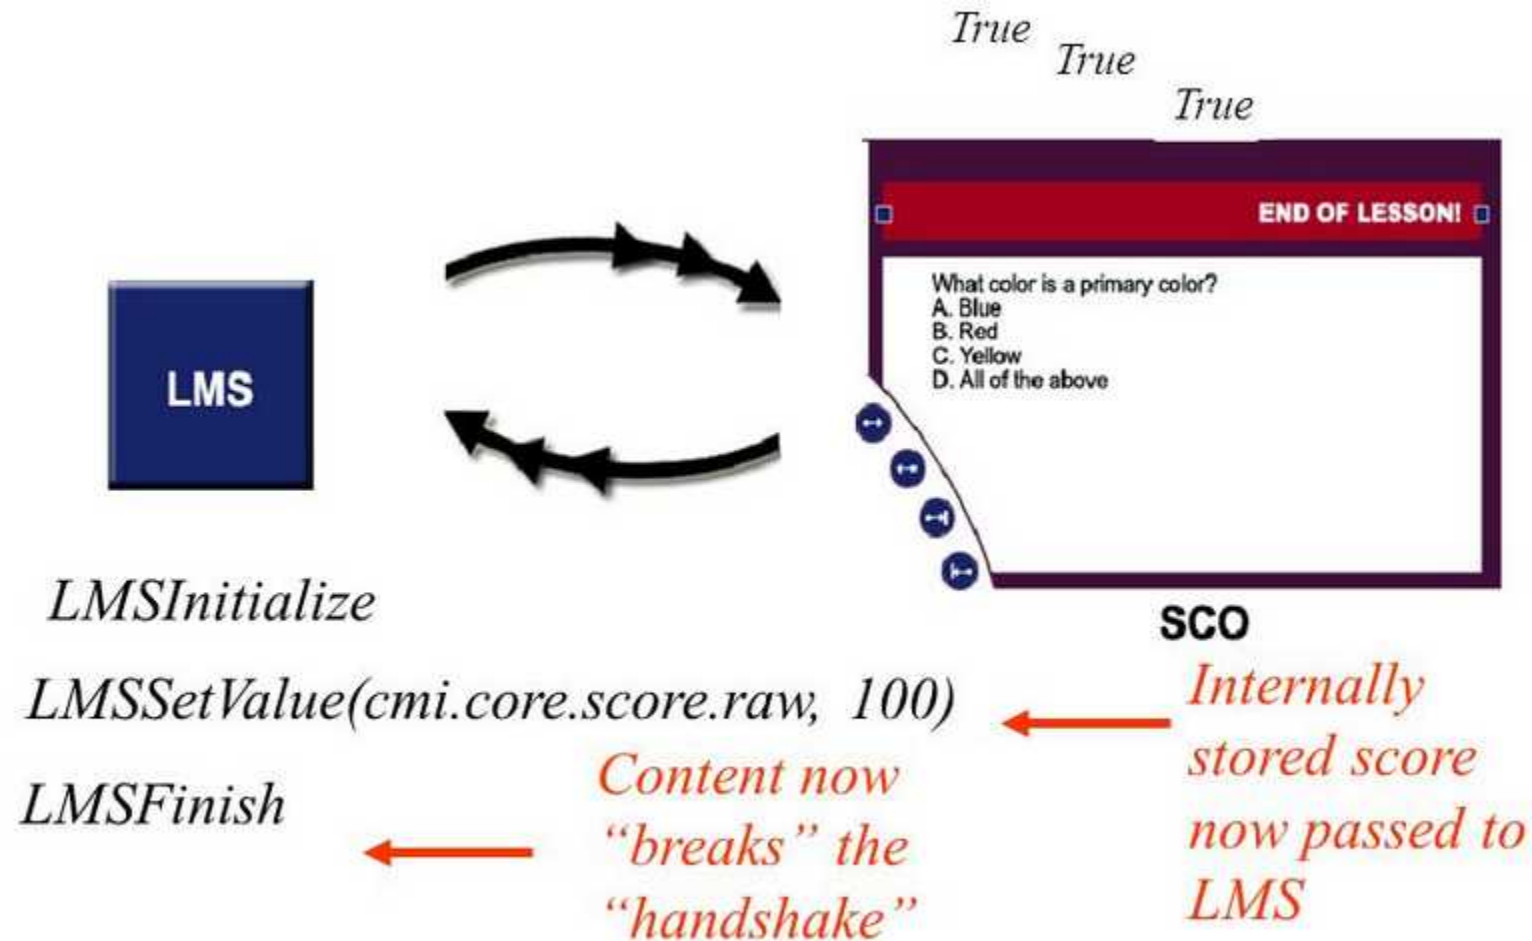 True
True
True
END OF LESSON!
What color is a primary color?
A. Blue
B. Red
C. Yellow
D. All of the above
LMS
SCO
LMSInitialize
LMSSetValue(cmi.core.score.raw, 100)
LMSFinish
Internally
stored score
now passed to
LMS
Content now
“breaks” the
“handshake”